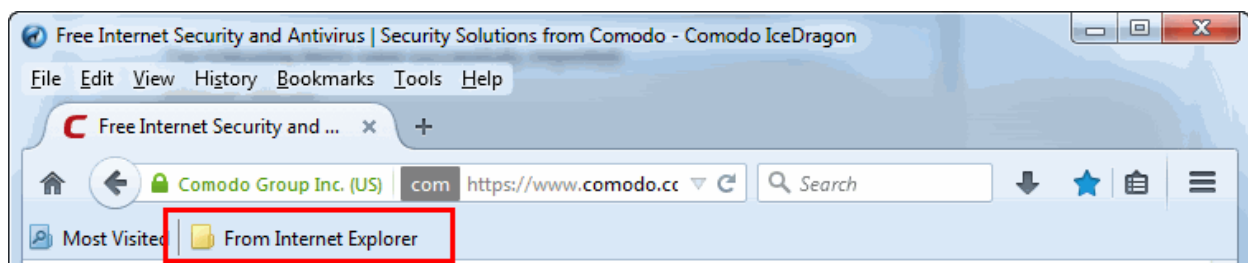 Free Internet Security and Antivirus | Security Solutions from Comodo - Comodo IceDragon
File Edit View History Bookmarks Tools Help
Free Internet Security and ...
Comodo Group Inc. (US) com https://www.comodo.cc Search
Most Visited From Internet Explorer